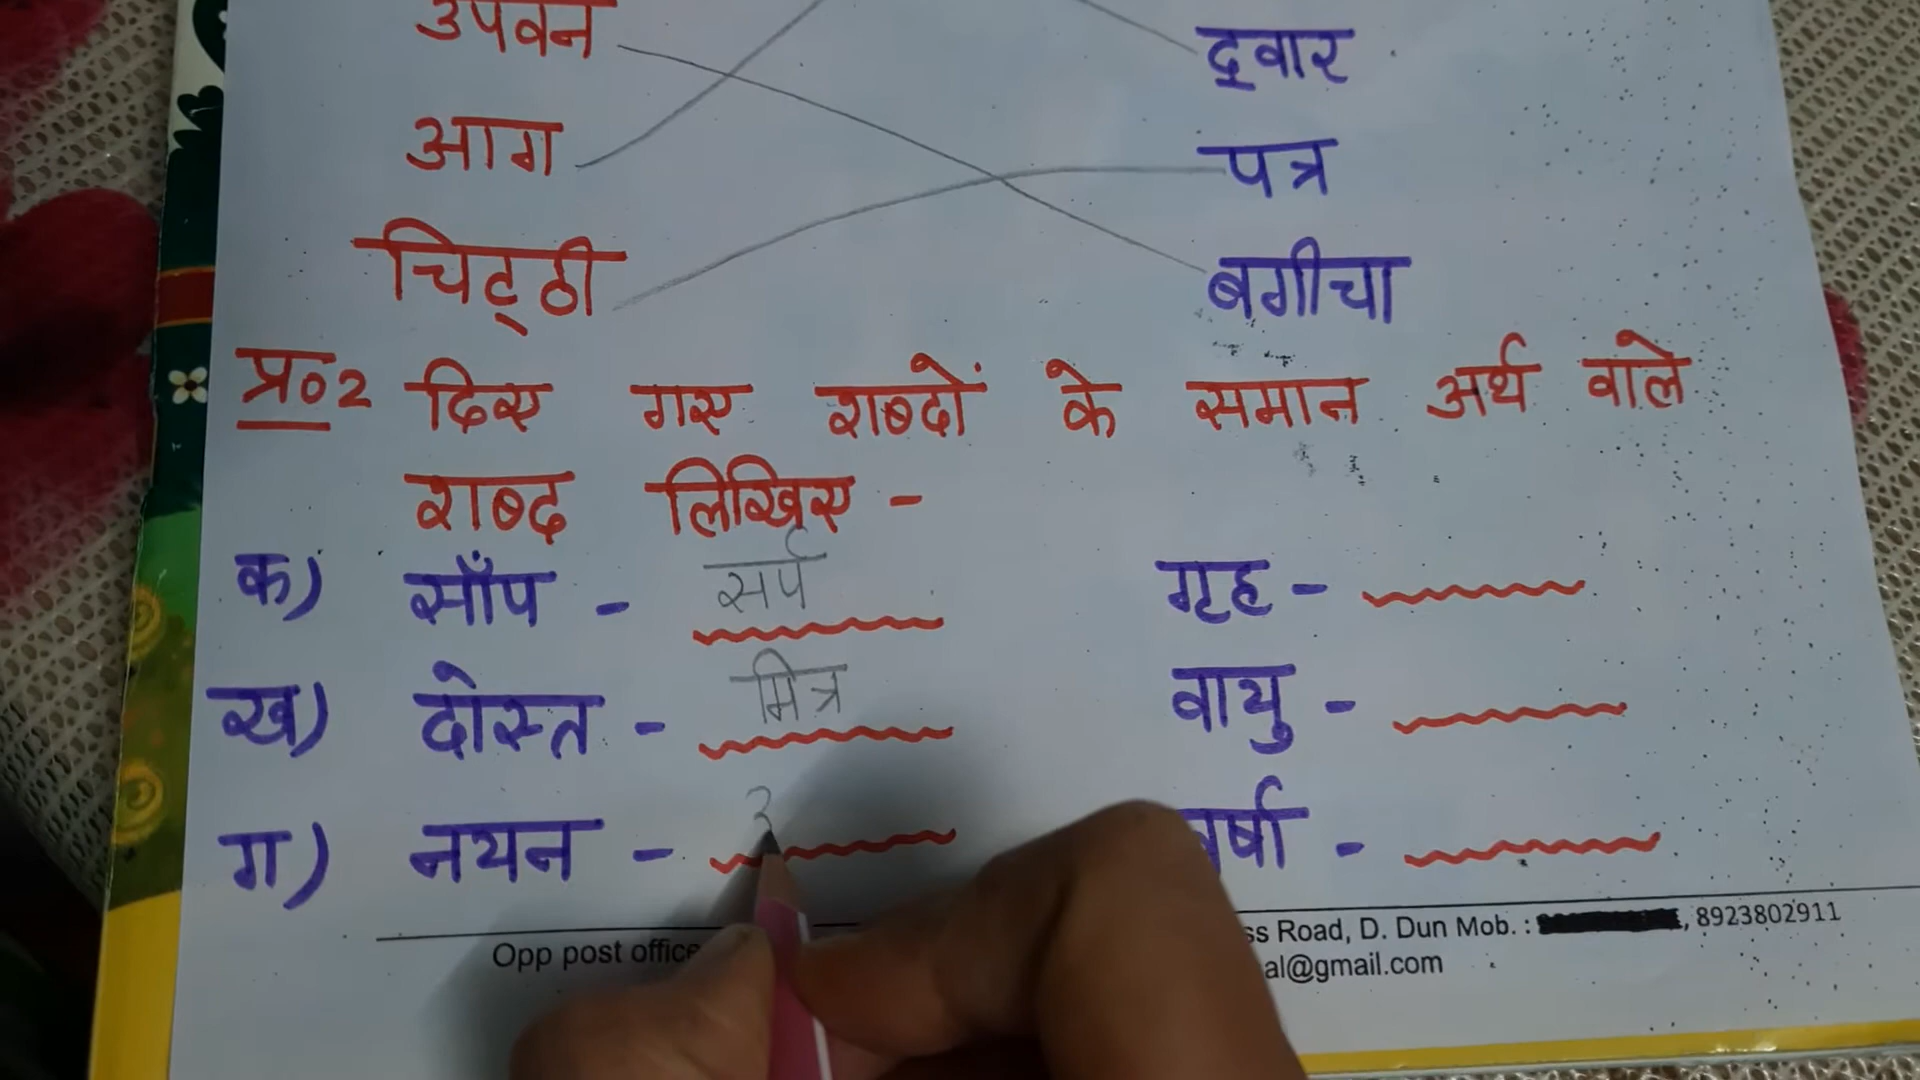 उपवन द्वार
आग पत्र
चिट्ठी बगीचा
प्र०2 दिए गए शब्दों के समान अर्थ वाले
शब्द लिखिए -
क) साँप - सर्प गृह -
ख) दोस्त - मित्र वायु -
ग) नयन - वर्षा -
Opp post office ss Road, D. Dun Mob. : , 8923802911
al@gmail.com